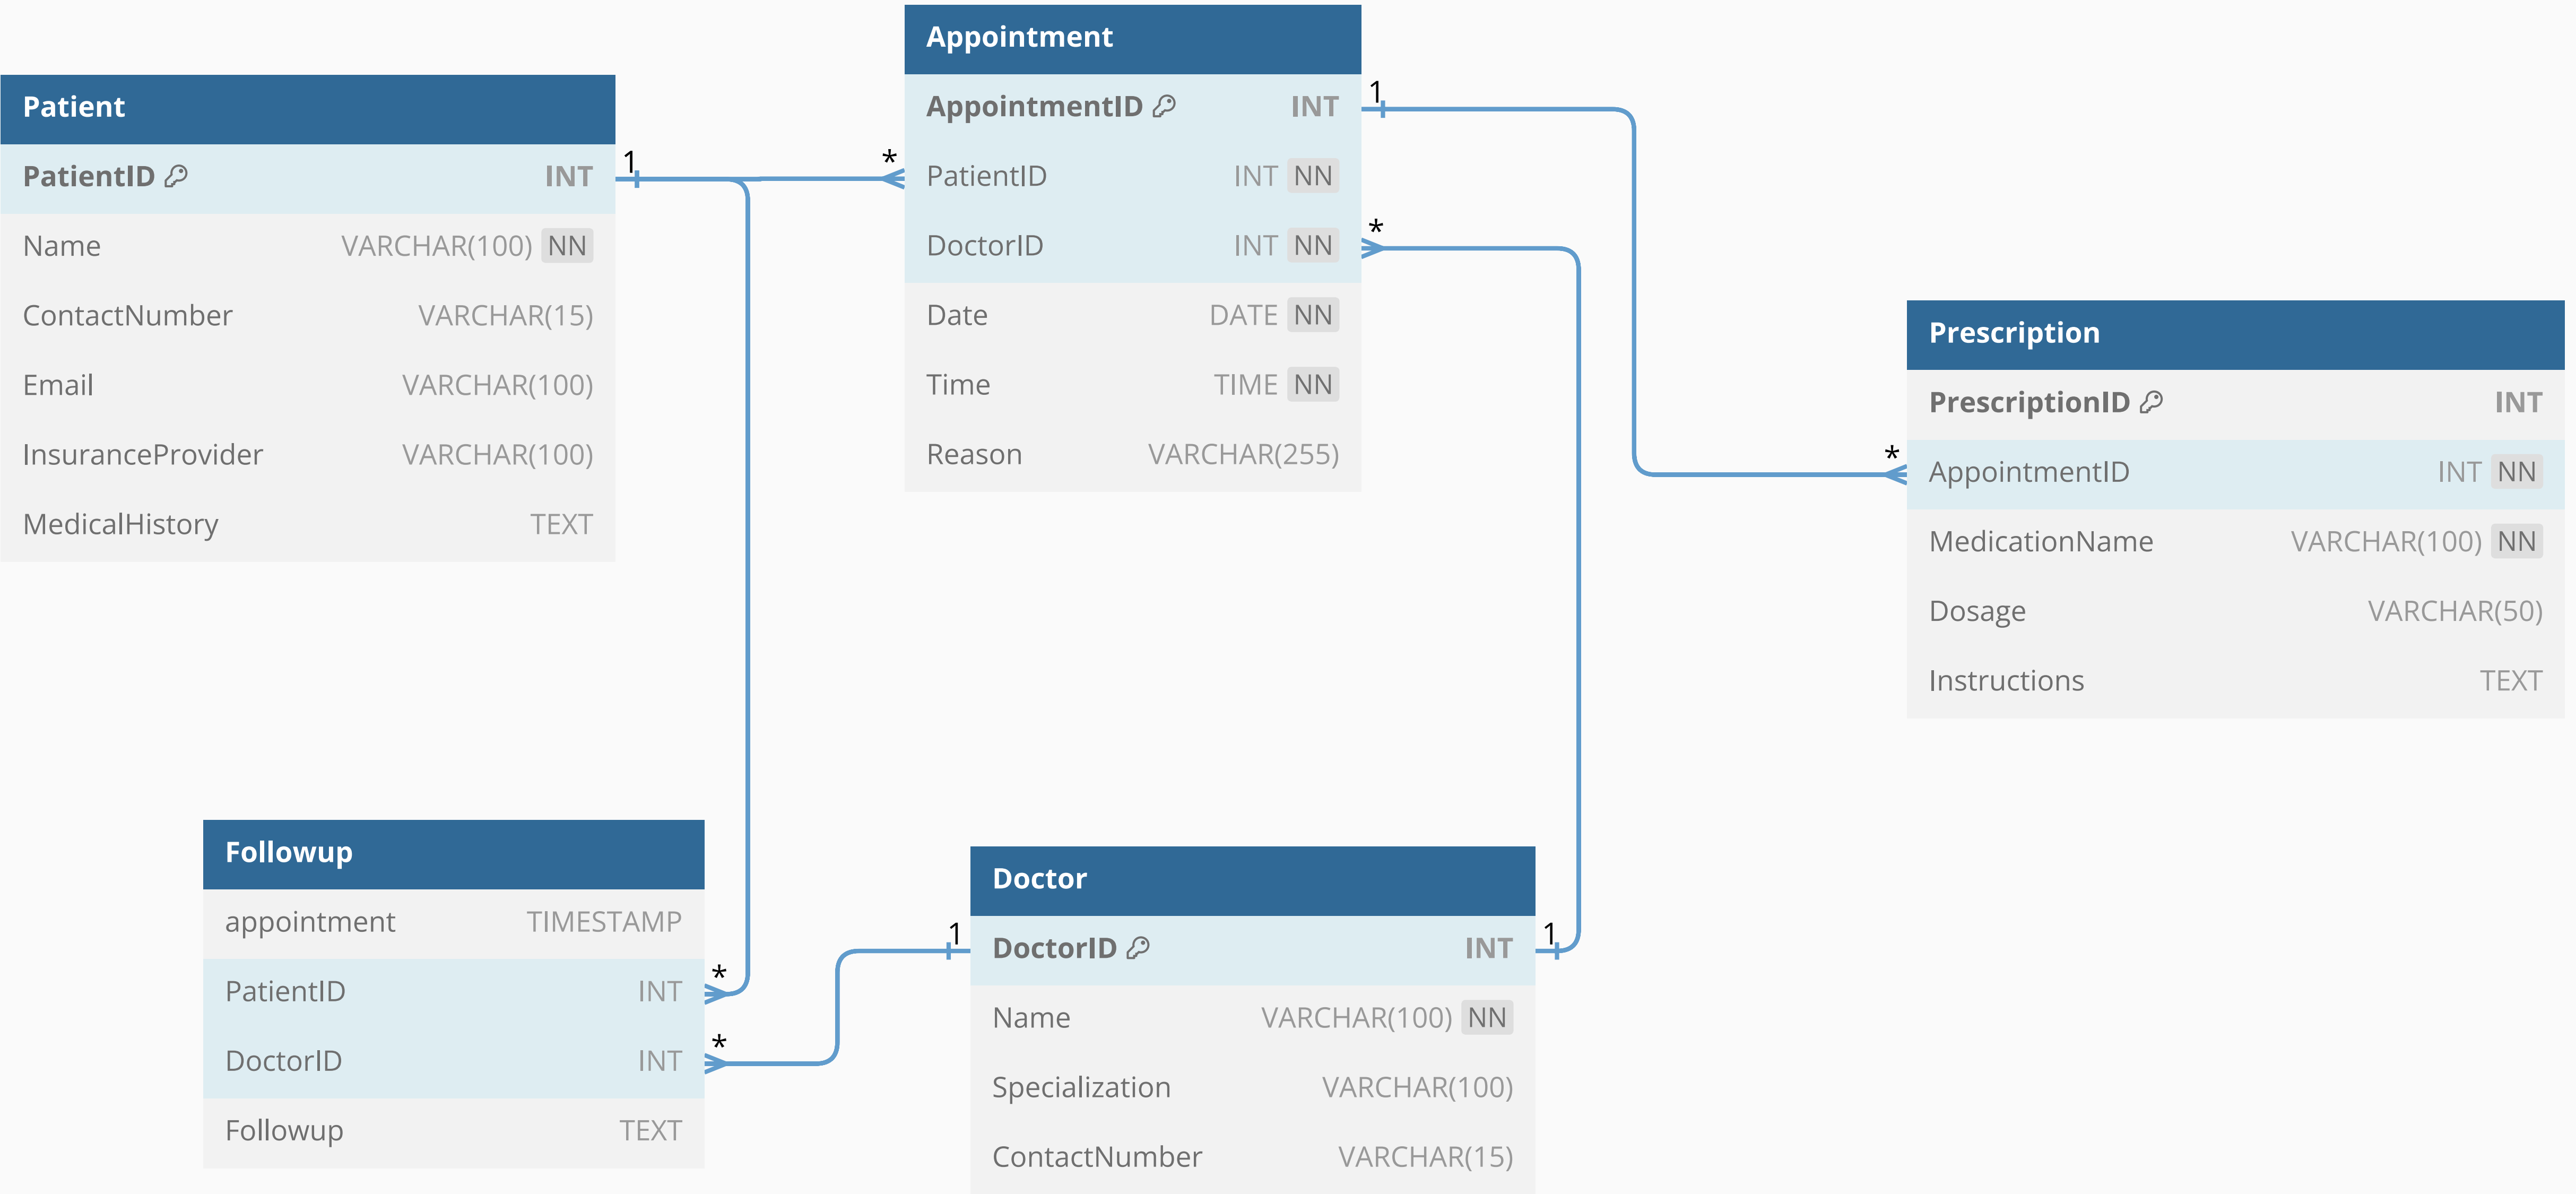 Patient
PatientID INT
Name VARCHAR(100) NN
ContactNumber VARCHAR(15)
Email VARCHAR(100)
InsuranceProvider VARCHAR(100)
MedicalHistory TEXT
1
*
Appointment
AppointmentID INT
PatientID INT NN
DoctorID INT NN
Date DATE NN
Time TIME NN
Reason VARCHAR(255)
1
*
Prescription
PrescriptionID INT
*
AppointmentID INT NN
MedicationName VARCHAR(100) NN
Dosage VARCHAR(50)
Instructions TEXT
Followup
appointment TIMESTAMP
PatientID INT
DoctorID INT
Followup TEXT
*
*
Doctor
1
1
DoctorID INT
Name VARCHAR(100) NN
Specialization VARCHAR(100)
ContactNumber VARCHAR(15)